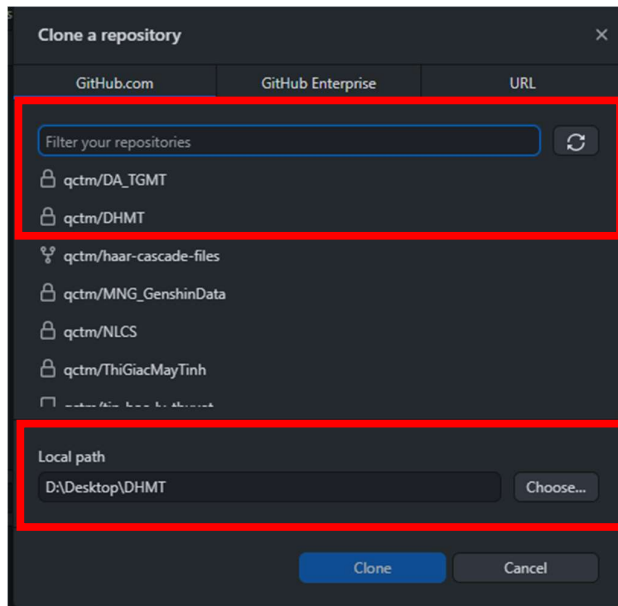 Clone a repository
GitHub.com GitHub Enterprise URL
Filter your repositories
qctm/DA_TGMT
qctm/DHMT
qctm/haar-cascade-files
qctm/MNG_GenshinData
qctm/NLCS
qctm/ThiGiacMayTinh
Local path
D:\Desktop\DHMT Choose...
Clone Cancel